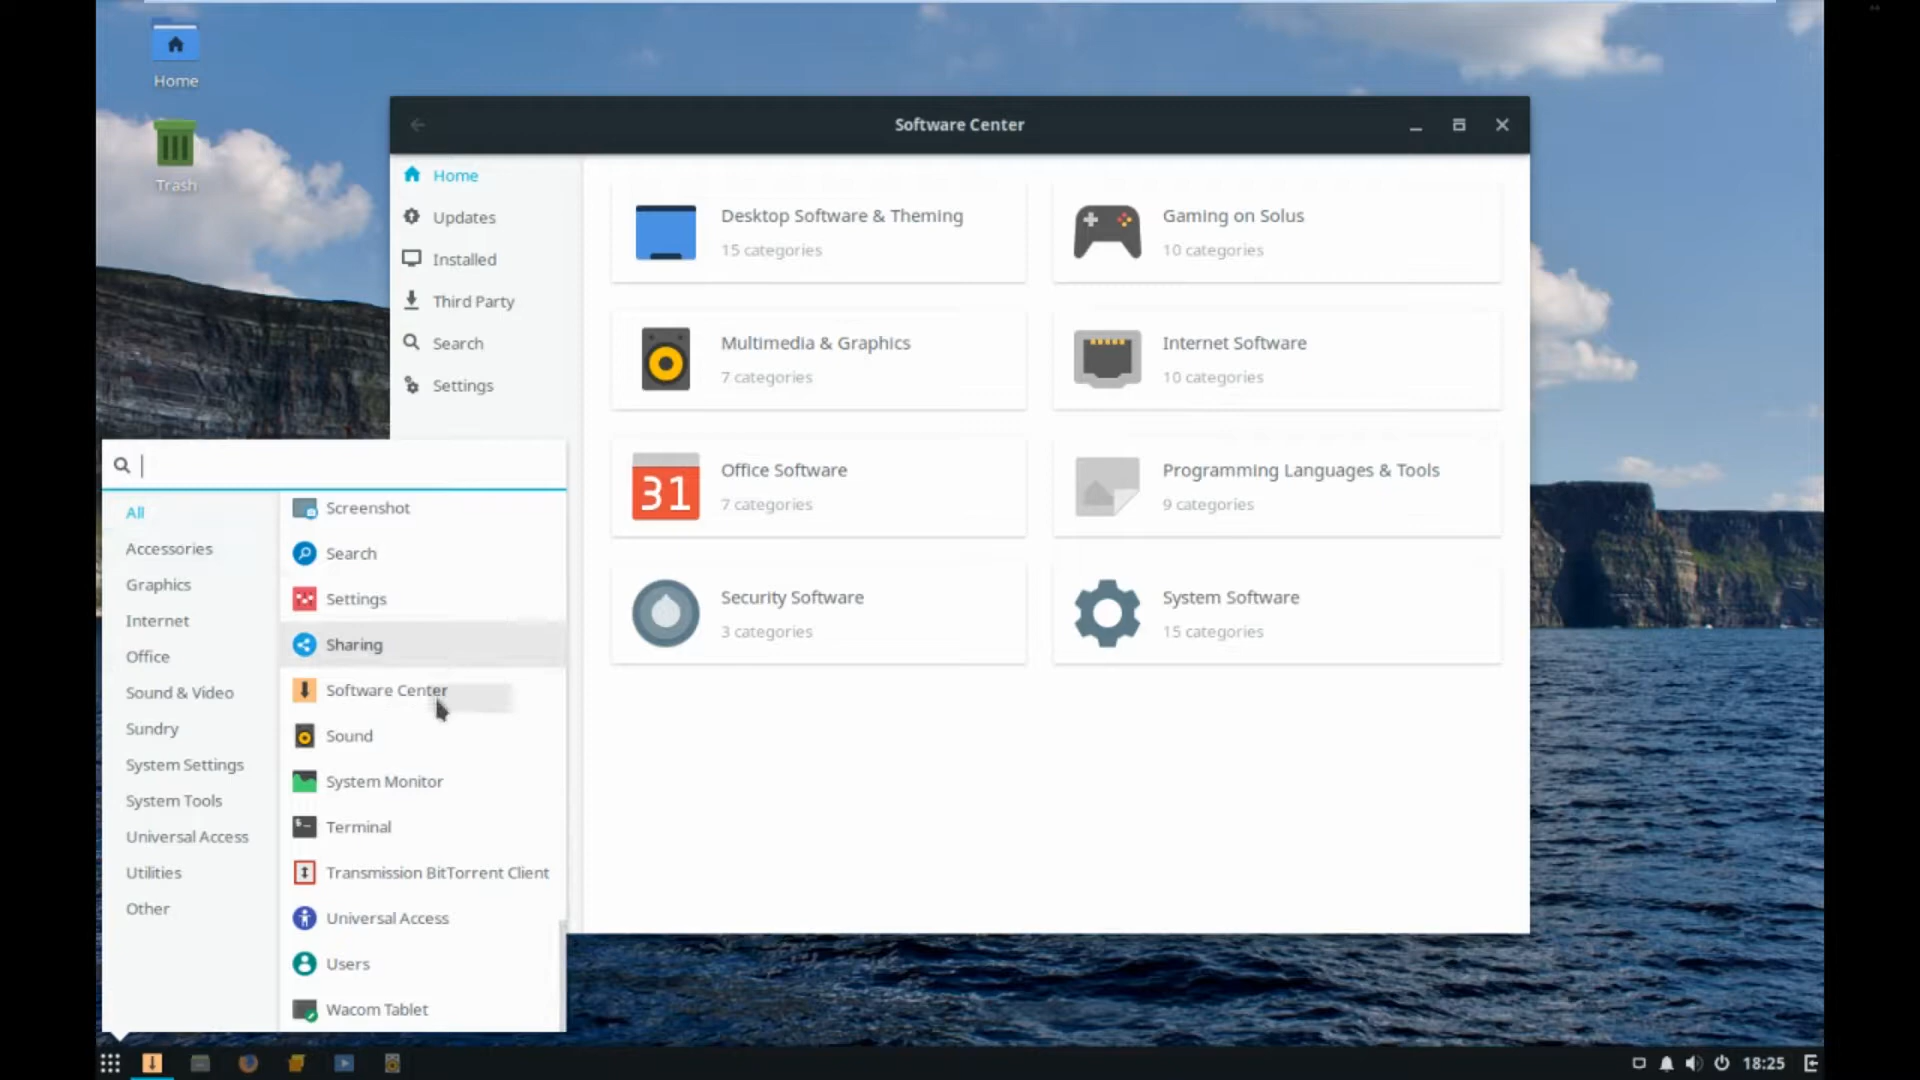 Home
Trash
Software Center
Home
Updates
Installed
Third Party
Search
Settings
Desktop Software & Theming
15 categories
Gaming on Solus
10 categories
Multimedia & Graphics
7 categories
Internet Software
10 categories
31
Office Software
7 categories
Programming Languages & Tools
9 categories
Security Software
3 categories
System Software
15 categories
All
Accessories
Graphics
Internet
Office
Sound & Video
Sundry
System Settings
System Tools
Universal Access
Utilities
Other
Screenshot
Search
Settings
Sharing
Software Center
Sound
System Monitor
Terminal
Transmission BitTorrent Client
Universal Access
Users
Wacom Tablet
18:25